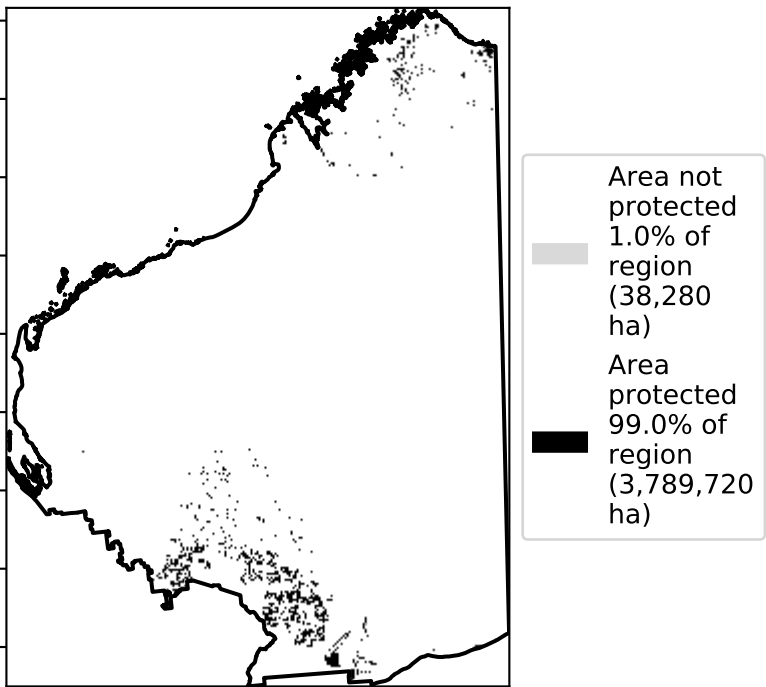 Area not
protected
1.0% of
region
(38,280
ha)
Area
protected
99.0% of
region
(3,789,720
ha)